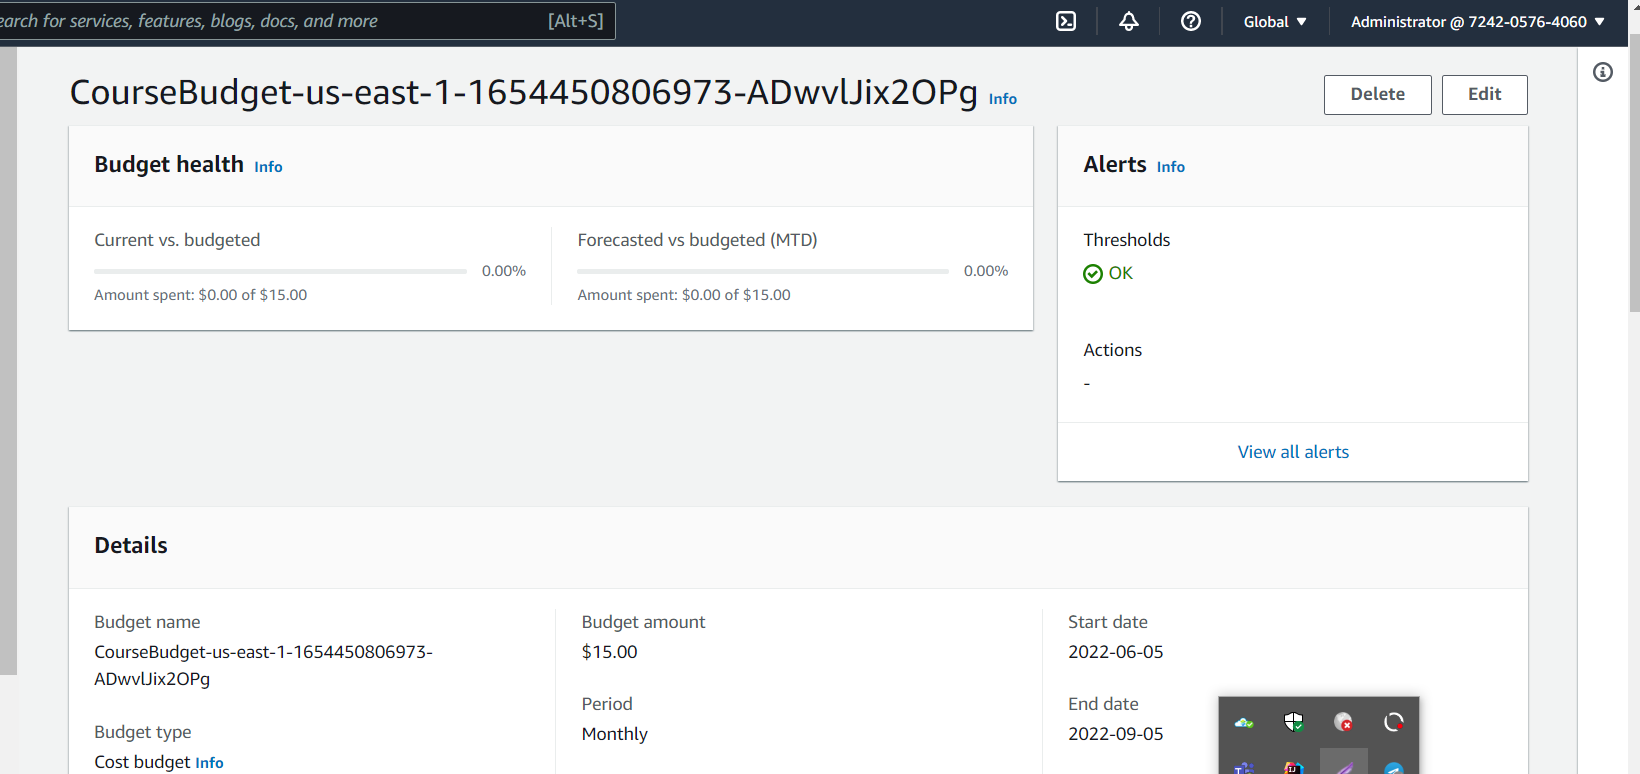 earch for services, features, blogs, docs, and more [Alt+S] Global ▼ Administrator @ 7242-0576-4060 ▼
CourseBudget-us-east-1-1654450806973-ADwvlJix2OPg Info Delete Edit
Budget health Info
Current vs. budgeted
0.00%
Amount spent: $0.00 of $15.00
Forecasted vs budgeted (MTD)
0.00%
Amount spent: $0.00 of $15.00
Alerts Info
Thresholds
OK
Actions
-
View all alerts
Details
Budget name
CourseBudget-us-east-1-1654450806973-
ADwvlJix2OPg
Budget type
Cost budget Info
Budget amount
$15.00
Period
Monthly
Start date
2022-06-05
End date
2022-09-05